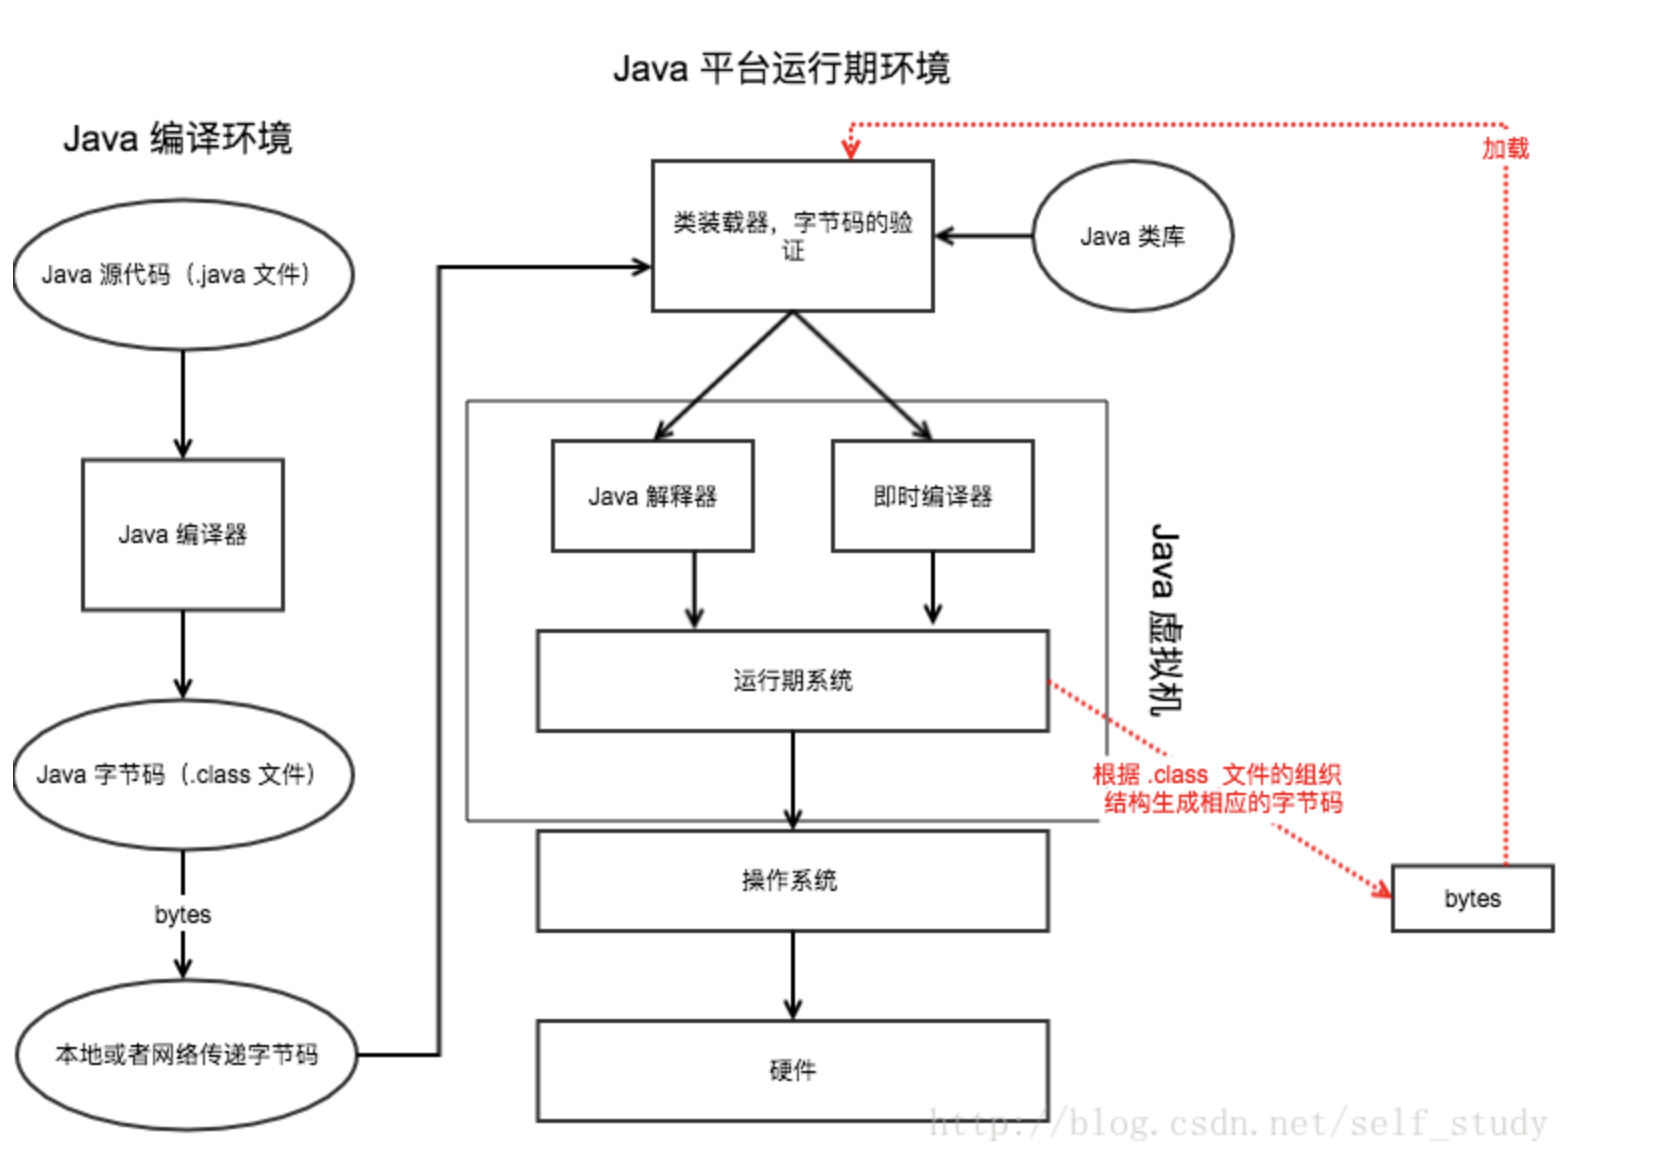 Java 平台运行期环境
Java 编译环境
加载
类装载器，字节码的验
证
Java 类库
Java 源代码（.java 文件）
Java 解释器
即时编译器
Java 编译器
Java 虚拟机
运行期系统
Java 字节码（.class 文件）
根据 .class 文件的组织
结构生成相应的字节码
操作系统
bytes
bytes
本地或者网络传递字节码
硬件
http://blog.csdn.net/self_study